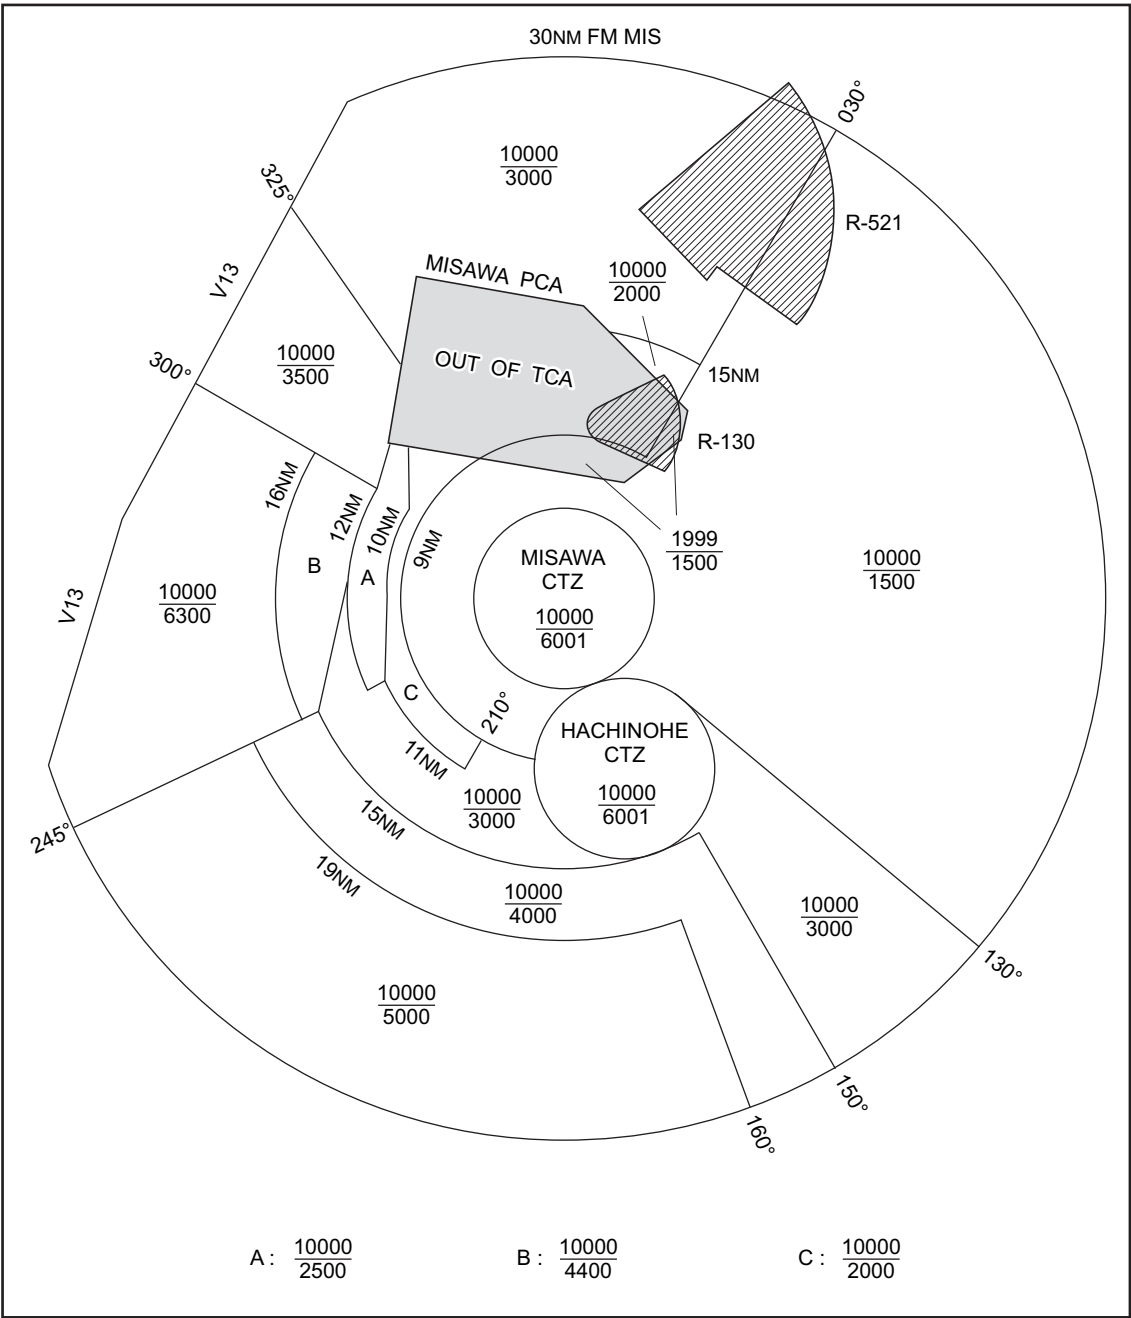 30NM FM MIS
030°
10000
3000
325°
R-521
V13
MISAWA PCA
10000
2000
OUT OF TCA
10000
3500
300°
15NM
R-130
16NM
12NM
10NM
9NM
1999
1500
MISAWA
CTZ
10000
6001
B
A
10000
1500
10000
6300
V13
C
210°
HACHINOHE
CTZ
10000
6001
11NM
10000
3000
15NM
245°
19NM
10000
4000
10000
3000
130°
10000
5000
150°
160°
A : 10000
2500
B : 10000
4400
C : 10000
2000